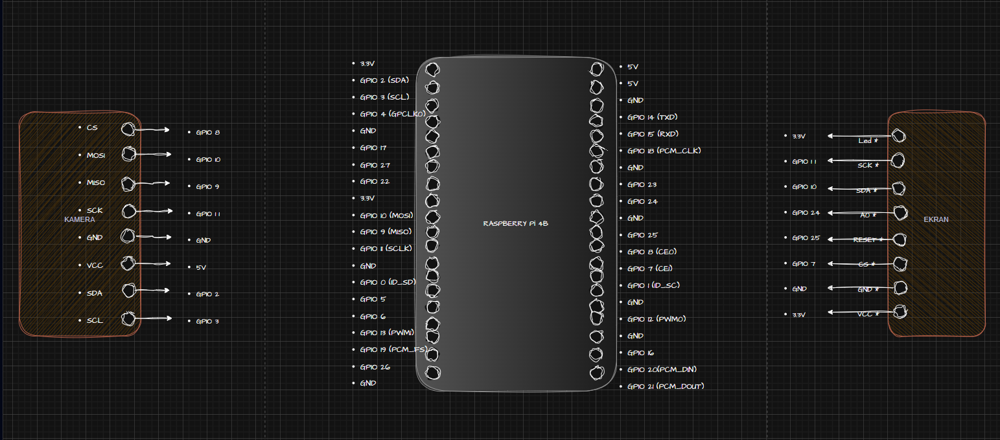 CS
MOSI
MISO
SCK
KAMERA
GND
VCC
SDA
SCL
GPIO 8
GPIO 10
GPIO 9
GPIO 11
GND
5V
GPIO 2
GPIO 3
3.3V
GPIO 2 (SDA)
GPIO 3 (SCL)
GPIO 4 (GPCLK0)
GND
GPIO 17
GPIO 27
GPIO 22
3.3V
GPIO 10 (MOSI)
GPIO 9 (MISO)
GPIO 11 (SCLK)
GND
GPIO 0 (ID_SD)
GPIO 5
GPIO 6
GPIO 13 (PWM1)
GPIO 19 (PCM_FS)
GPIO 26
GND
RASPBERRY Pi 4B
5V
5V
GND
GPIO 14 (TXD)
GPIO 15 (RXD)
GPIO 18 (PCM_CLK)
GND
GPIO 23
GPIO 24
GND
GPIO 25
GPIO 8 (CE0)
GPIO 7 (CE1)
GPIO 1 (ID_SC)
GND
GPIO 12 (PWM0)
GND
GPIO 16
GPIO 20(PCM_DIN)
GPIO 21 (PCM_DOUT)
3.3V
GPIO 11
GPIO 10
GPIO 24
GPIO 25
GPIO 7
GND
3.3V
Led *
SCK *
SDA *
A0 *
RESET *
CS *
GND *
VCC *
EKRAN